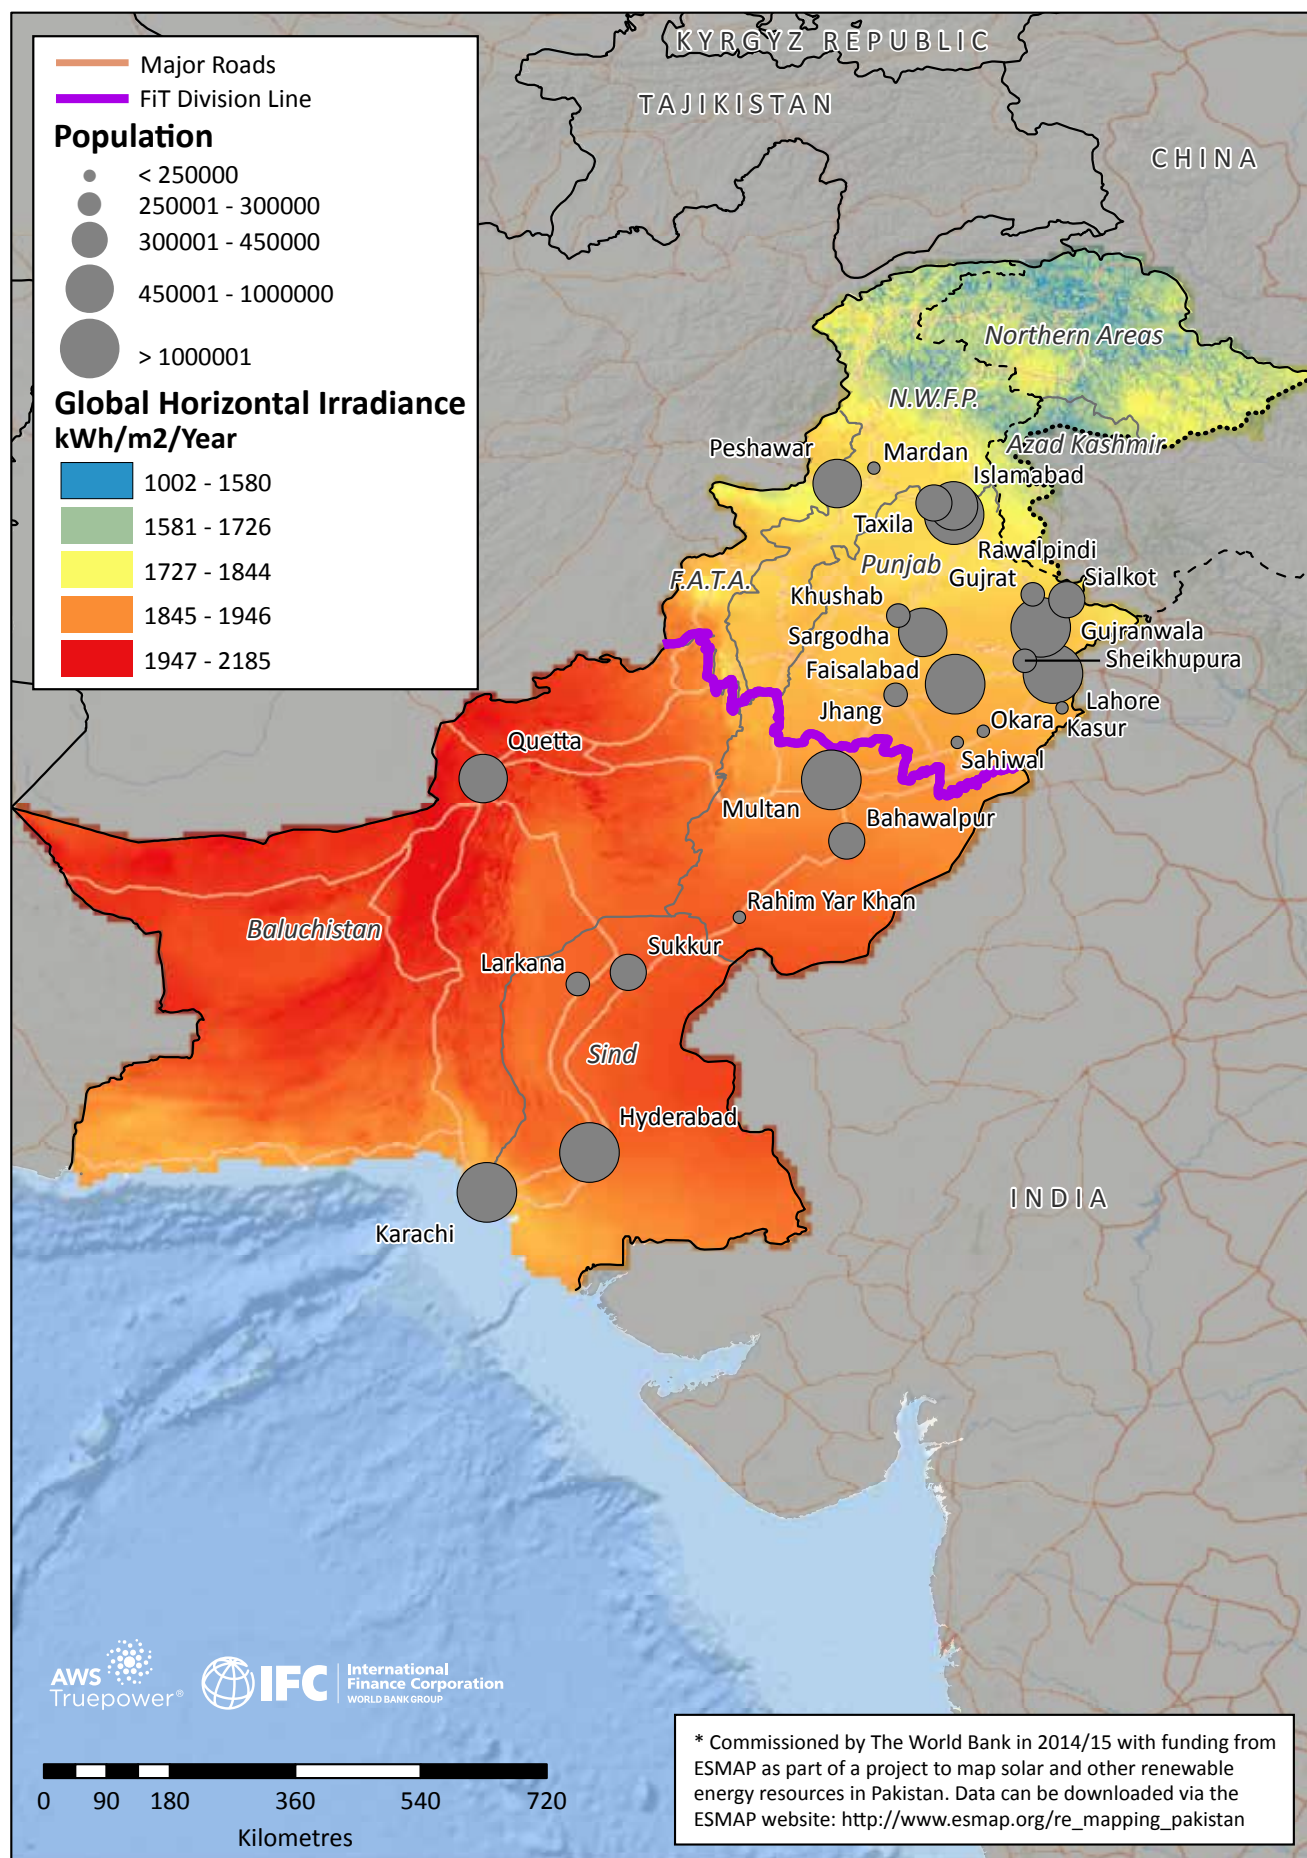 Major Roads
FiT Division Line
Population
< 250000
250001 - 300000
300001 - 450000
450001 - 1000000
> 1000001
Global Horizontal Irradiance
kWh/m2/Year
1002 - 1580
1581 - 1726
1727 - 1844
1845 - 1946
1947 - 2185
KYRGYZ REPUBLIC
TAJIKISTAN
CHINA
Northern Areas
N.W.F.P.
Azad Kashmir
Peshawar
Mardan
Islamabad
Taxila
Rawalpindi
Punjab
F.A.T.A.
Gujrat
Sialkot
Khushab
Gujranwala
Sargodha
Sheikhupura
Faisalabad
Lahore
Jhang
Okara
Kasur
Sahiwal
Quetta
Multan
Bahawalpur
Rahim Yar Khan
Baluchistan
Sukkur
Larkana
Sind
Hyderabad
Karachi
INDIA
AWS
Truepower®
IFC
International
Finance Corporation
WORLD BANK GROUP
0 90 180 360 540 720
Kilometres
* Commissioned by The World Bank in 2014/15 with funding from
ESMAP as part of a project to map solar and other renewable
energy resources in Pakistan. Data can be downloaded via the
ESMAP website: http://www.esmap.org/re_mapping_pakistan